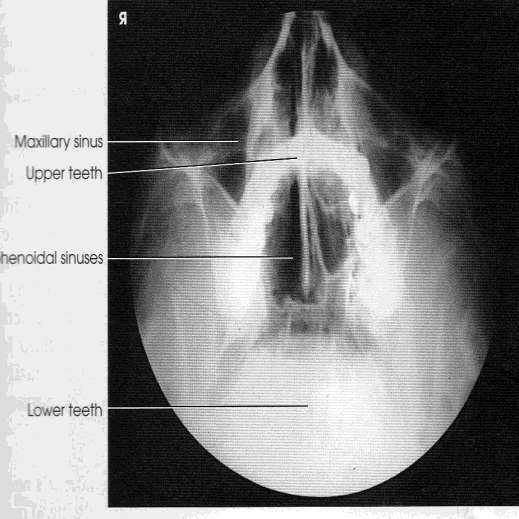 R
Maxillary sinus
Upper teeth
henoidal sinuses
Lower teeth